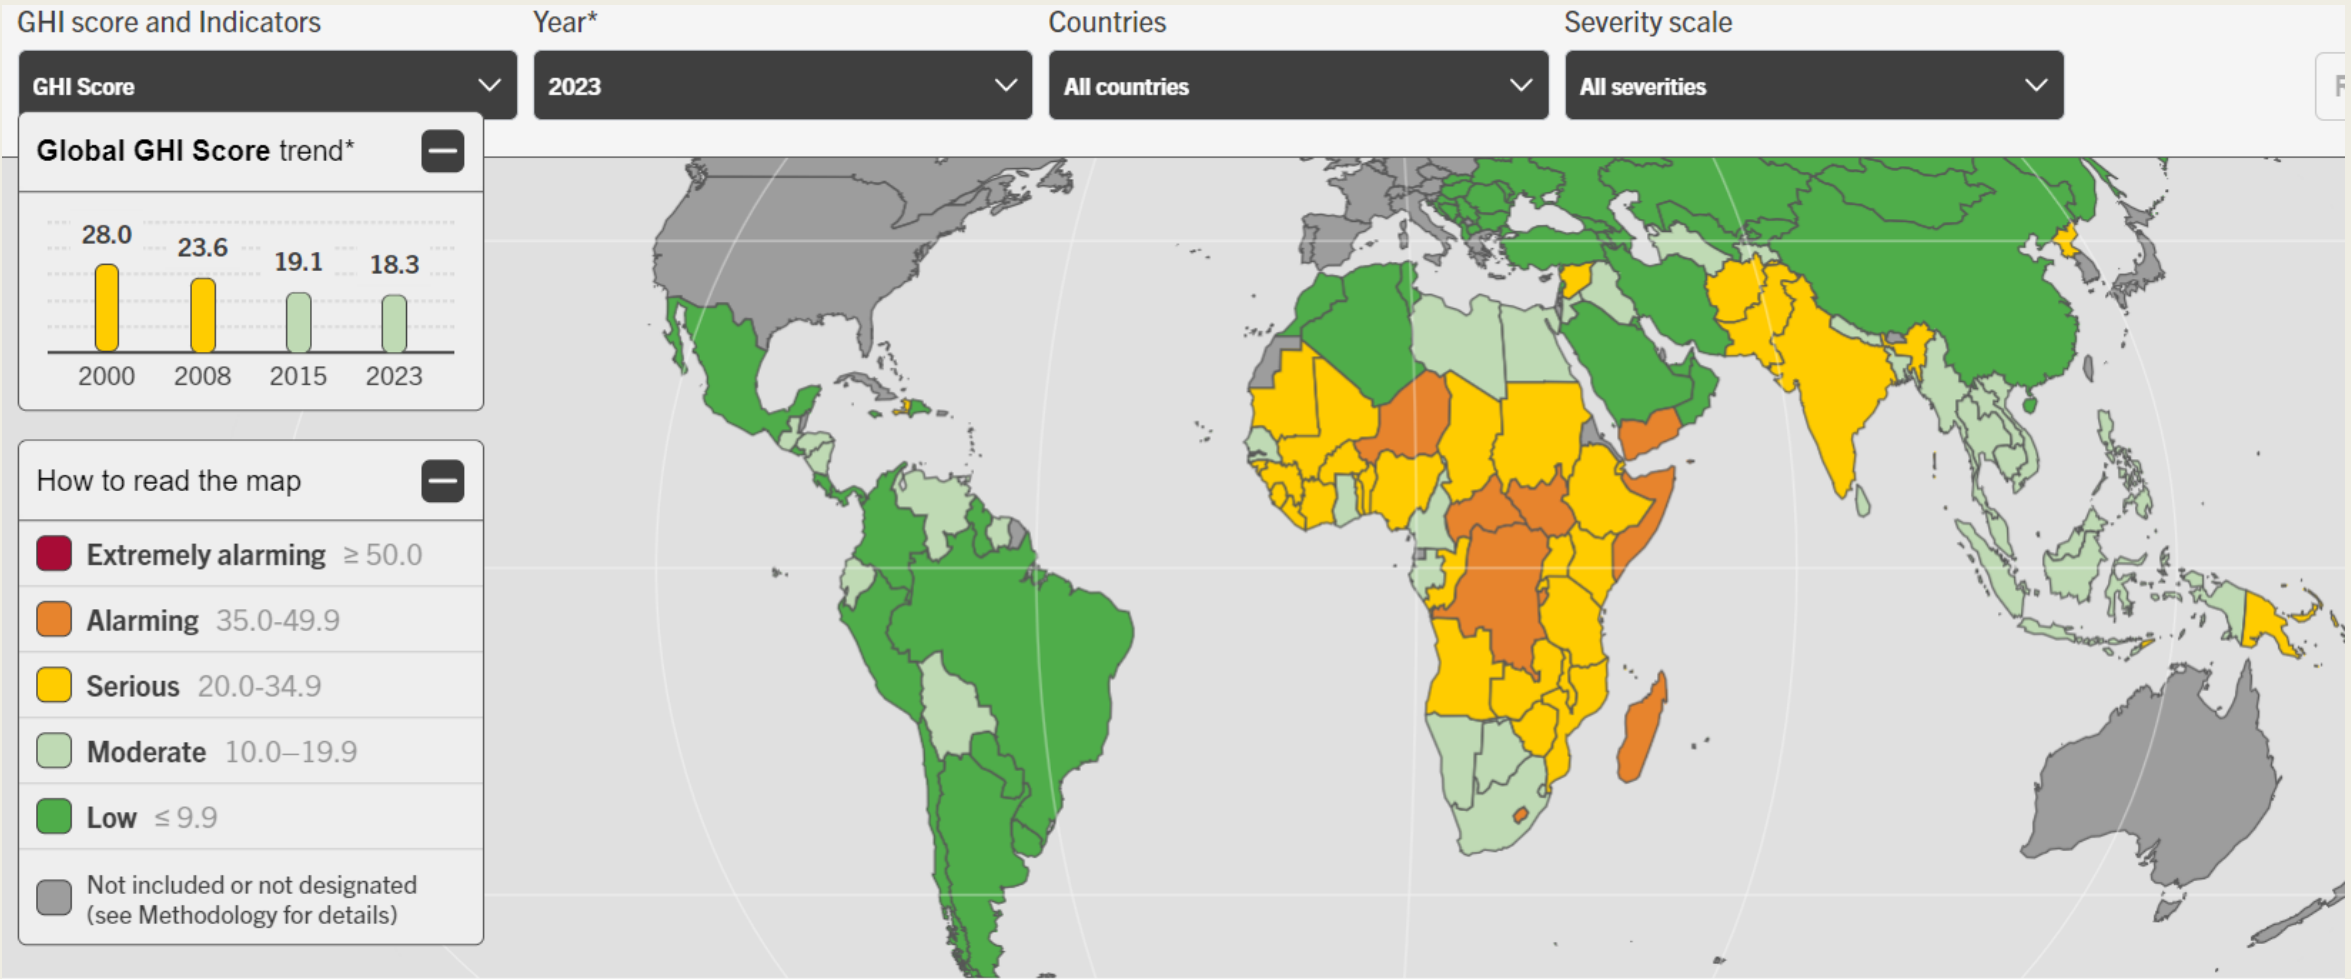 GHI score and Indicators
Year*
Countries
Severity scale
GHI Score
2023
All countries
All severities
Global GHI Score trend*
28.0
23.6
19.1
18.3
2000
2008
2015
2023
How to read the map
Extremely alarming ≥ 50.0
Alarming 35.0-49.9
Serious 20.0-34.9
Moderate 10.0–19.9
Low ≤ 9.9
Not included or not designated
(see Methodology for details)